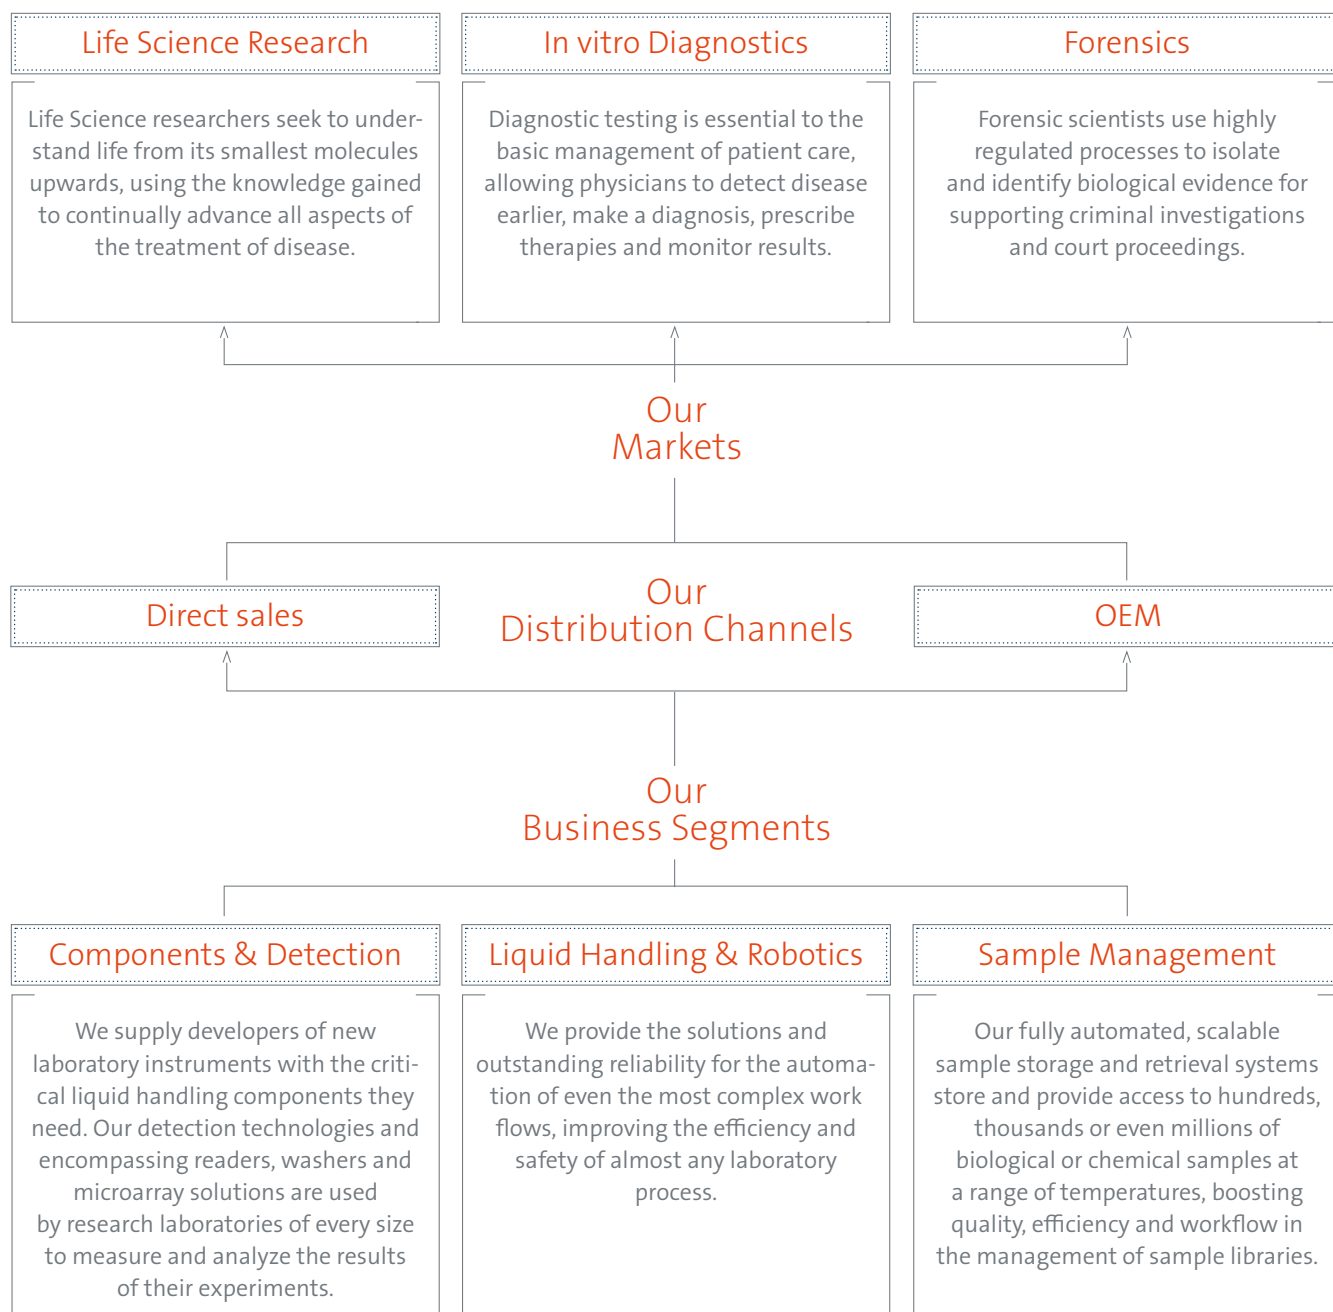 Life Science Research
Life Science researchers seek to under-
stand life from its smallest molecules
upwards, using the knowledge gained
to continually advance all aspects of
the treatment of disease.
In vitro Diagnostics
Diagnostic testing is essential to the
basic management of patient care,
allowing physicians to detect disease
earlier, make a diagnosis, prescribe
therapies and monitor results.
Forensics
Forensic scientists use highly
regulated processes to isolate
and identify biological evidence for
supporting criminal investigations
and court proceedings.
Our
Markets
Direct sales
Our
Distribution Channels
OEM
Our
Business Segments
Components & Detection
We supply developers of new
laboratory instruments with the criti-
cal liquid handling components they
need. Our detection technologies and
encompassing readers, washers and
microarray solutions are used
by research laboratories of every size
to measure and analyze the results
of their experiments.
Liquid Handling & Robotics
We provide the solutions and
outstanding reliability for the automa-
tion of even the most complex work
flows, improving the efficiency and
safety of almost any laboratory
process.
Sample Management
Our fully automated, scalable
sample storage and retrieval systems
store and provide access to hundreds,
thousands or even millions of
biological or chemical samples at
a range of temperatures, boosting
quality, efficiency and workflow in
the management of sample libraries.